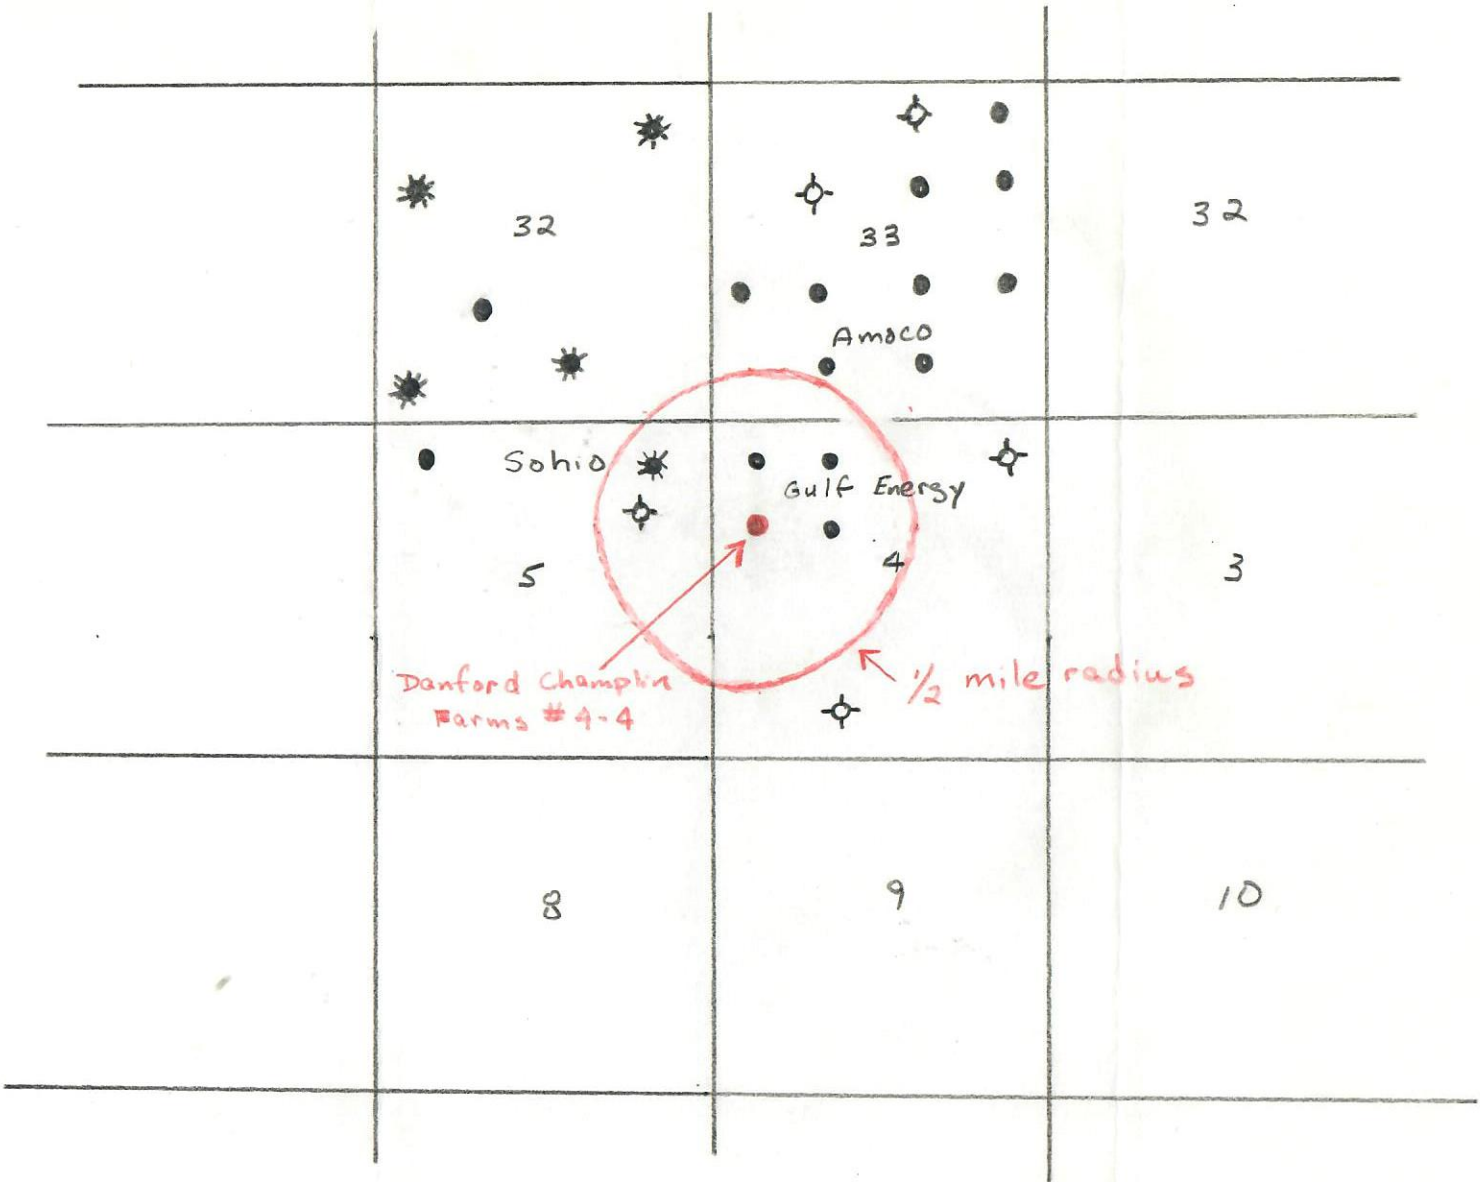 32
33
32
Amoco
Sohio
Gulf Energy
5
4
3
Danford Champlin
Farms #4-4
1/2 mile radius
8
9
10